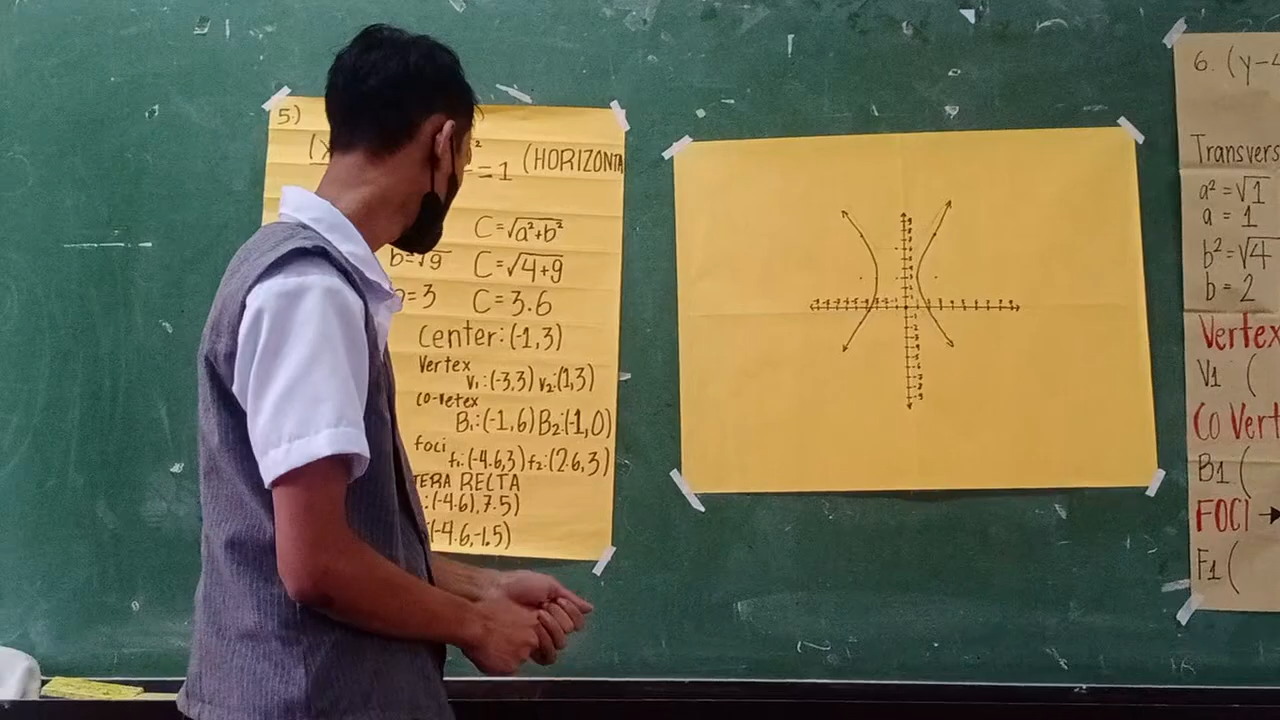 5.)
(x
²
=1 (HORIZONTA
C=√a²+b²
b=√9 C=√4+9
b=3 C=3.6
Center:(-1,3)
Vertex
V₁:(-3,3) V₂:(1,3)
co-vetex
B₁:(-1,6) B₂:(-1,0)
foci
f₁:(-4.6,3) f₂:(2.6,3)
TERA RECTA
:(-4.6),7.5)
(-4.6,-1.5)
6. (y-4
Transvers
a²=√1
a = 1
b²=√4
b = 2
Vertex
V1 (
Co Vert
B1 (
FOCI →
F1 (